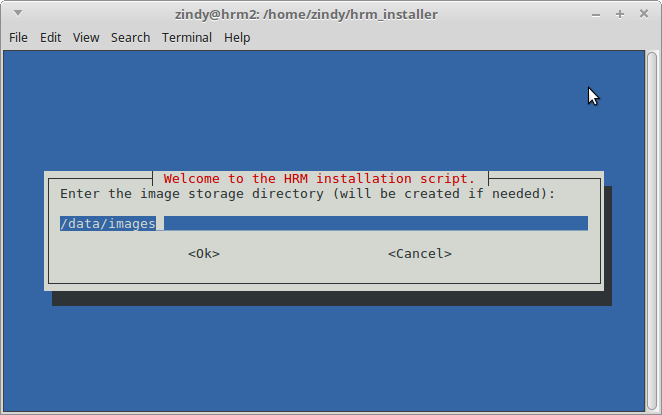 zindy@hrm2: /home/zindy/hrm_installer
File Edit View Search Terminal Help
Welcome to the HRM installation script.
Enter the image storage directory (will be created if needed):
/data/images
<Ok> <Cancel>